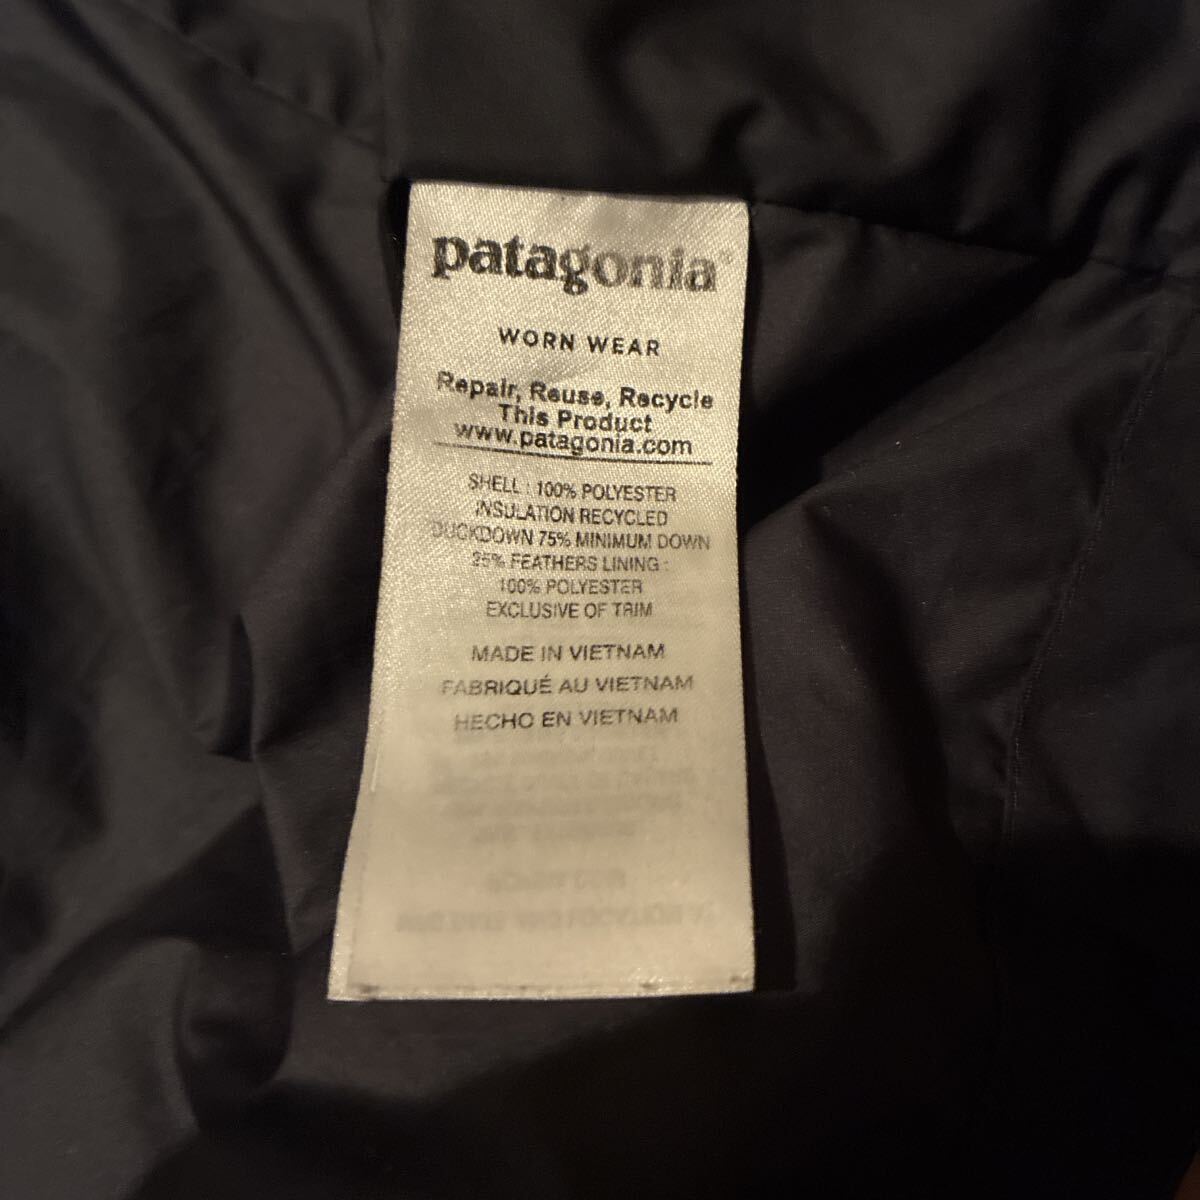 patagonia®
WORN WEAR
Repair, Reuse, Recycle
This Product
www.patagonia.com
SHELL : 100% POLYESTER
INSULATION RECYCLED
DUCKDOWN 75% MINIMUM DOWN
25% FEATHERS LINING :
100% POLYESTER
EXCLUSIVE OF TRIM
MADE IN VIETNAM
FABRIQUÉ AU VIETNAM
HECHO EN VIETNAM